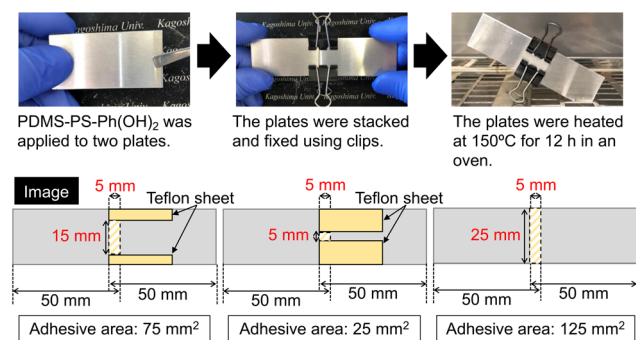 Kagoshima Univ.
Kagoshima Univ.
PDMS-PS-Ph(OH)₂ was
applied to two plates.
The plates were stacked
and fixed using clips.
The plates were heated
at 150ºC for 12 h in an
oven.
Image
5 mm
Teflon sheet
15 mm
50 mm
50 mm
Adhesive area: 75 mm²
5 mm
Teflon sheet
5 mm
50 mm
50 mm
Adhesive area: 25 mm²
5 mm
25 mm
50 mm
50 mm
Adhesive area: 125 mm²